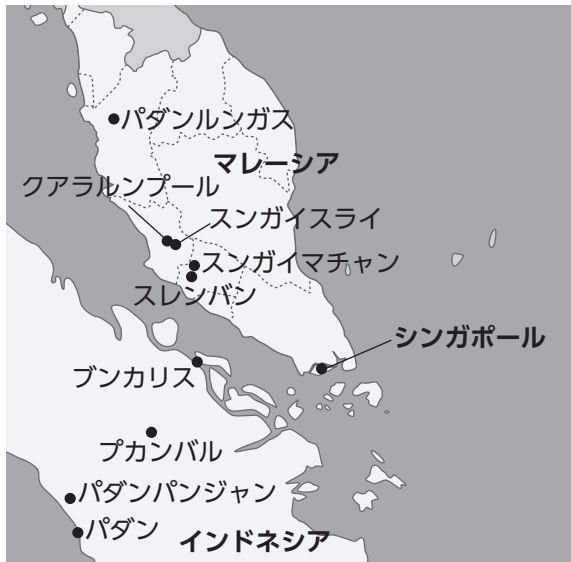 パダンルンガス
マレーシア
クアラルンプール
スンガイスライ
スンガイマチャン
スレンバン
シンガポール
ブンカリス
プカンバル
パダンパンジャン
パダン
インドネシア